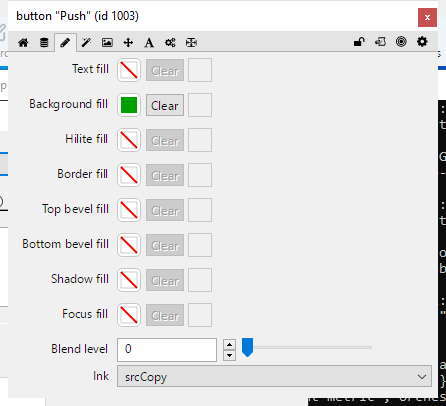 button "Push" (id 1003)
x
A
Text fill Clear
Background fill Clear
Hilite fill Clear
Border fill Clear
Top bevel fill Clear
Bottom bevel fill Clear
Shadow fill Clear
Focus fill Clear
Blend level 0
Ink srcCopy